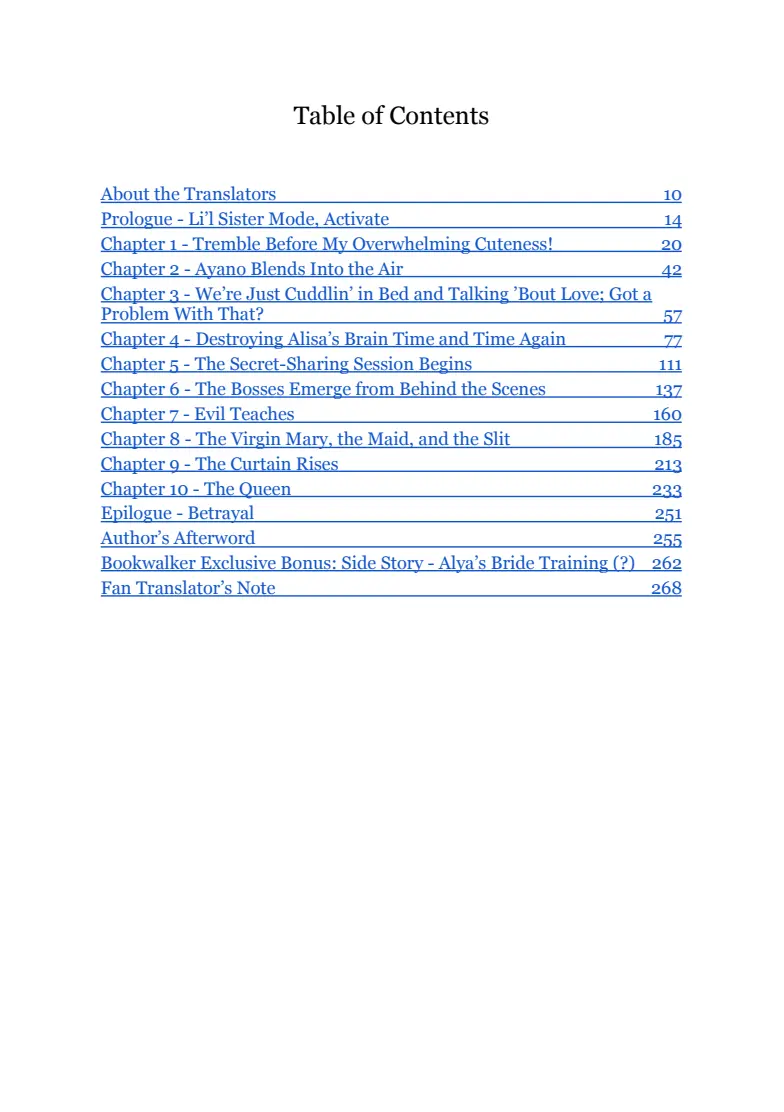 Table of Contents
About the Translators 10
Prologue - Li’l Sister Mode, Activate 14
Chapter 1 - Tremble Before My Overwhelming Cuteness! 20
Chapter 2 - Ayano Blends Into the Air 42
Chapter 3 - We’re Just Cuddlin’ in Bed and Talking ’Bout Love; Got a
Problem With That? 57
Chapter 4 - Destroying Alisa’s Brain Time and Time Again 77
Chapter 5 - The Secret-Sharing Session Begins 111
Chapter 6 - The Bosses Emerge from Behind the Scenes 137
Chapter 7 - Evil Teaches 160
Chapter 8 - The Virgin Mary, the Maid, and the Slit 185
Chapter 9 - The Curtain Rises 213
Chapter 10 - The Queen 233
Epilogue - Betrayal 251
Author’s Afterword 255
Bookwalker Exclusive Bonus: Side Story - Alya’s Bride Training (?) 262
Fan Translator’s Note 268